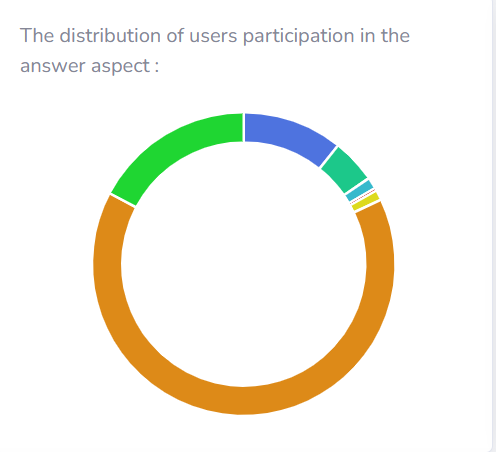 The distribution of users participation in the
answer aspect :